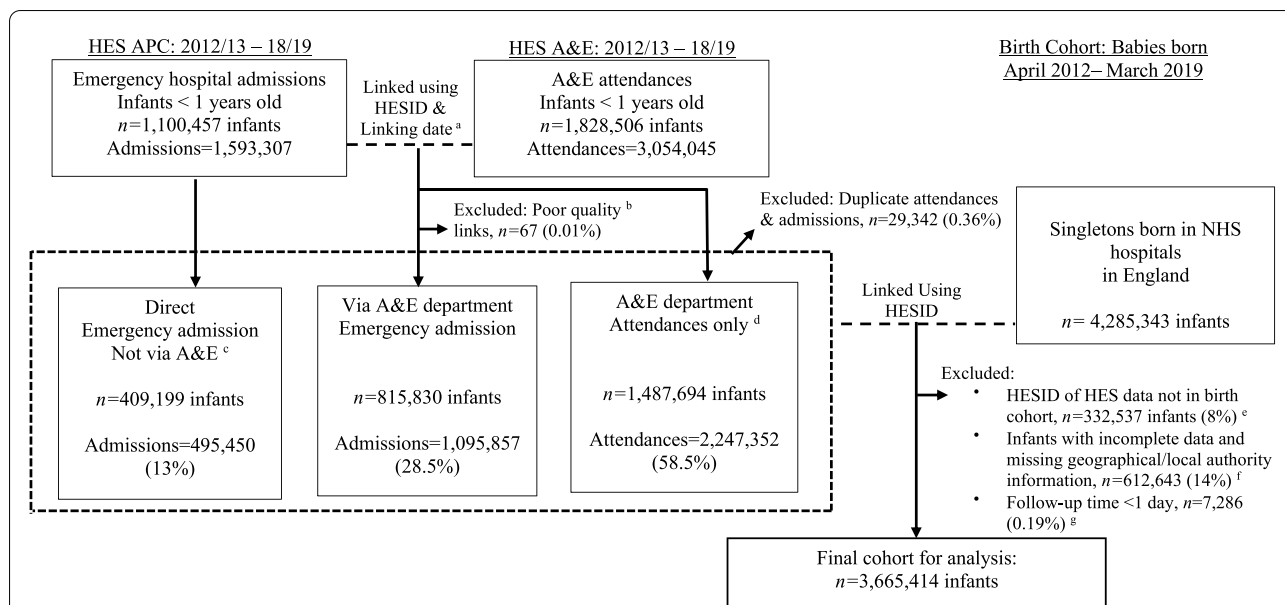 HES APC: 2012/13 – 18/19
Emergency hospital admissions
Infants < 1 years old
n=1,100,457 infants
Admissions=1,593,307
Linked using
HESID &
Linking date a
HES A&E: 2012/13 – 18/19
A&E attendances
Infants < 1 years old
n=1,828,506 infants
Attendances=3,054,045
Birth Cohort: Babies born
April 2012– March 2019
Excluded: Poor quality b
links, n=67 (0.01%)
Excluded: Duplicate attendances
& admissions, n=29,342 (0.36%)
Singletons born in NHS
hospitals
in England
n= 4,285,343 infants
Direct
Emergency admission
Not via A&E c
n=409,199 infants
Admissions=495,450
(13%)
Via A&E department
Emergency admission
n=815,830 infants
Admissions=1,095,857
(28.5%)
A&E department
Attendances only d
n=1,487,694 infants
Attendances=2,247,352
(58.5%)
Linked Using
HESID
Excluded:
• HESID of HES data not in birth
cohort, n=332,537 infants (8%) e
• Infants with incomplete data and
missing geographical/local authority
information, n=612,643 (14%) f
• Follow-up time <1 day, n=7,286
(0.19%) g
Final cohort for analysis:
n=3,665,414 infants